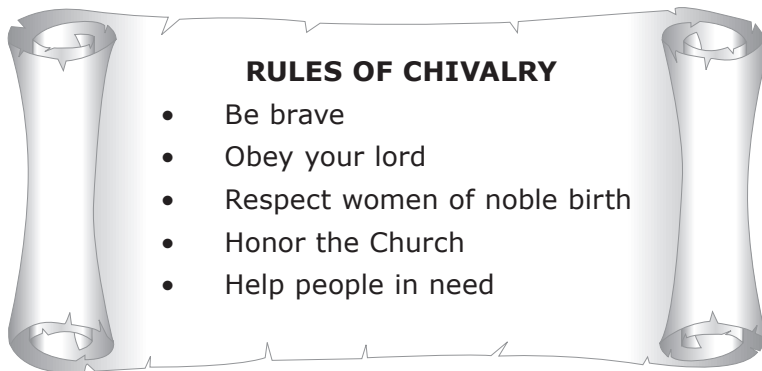 RULES OF CHIVALRY
• Be brave
• Obey your lord
• Respect women of noble birth
• Honor the Church
• Help people in need